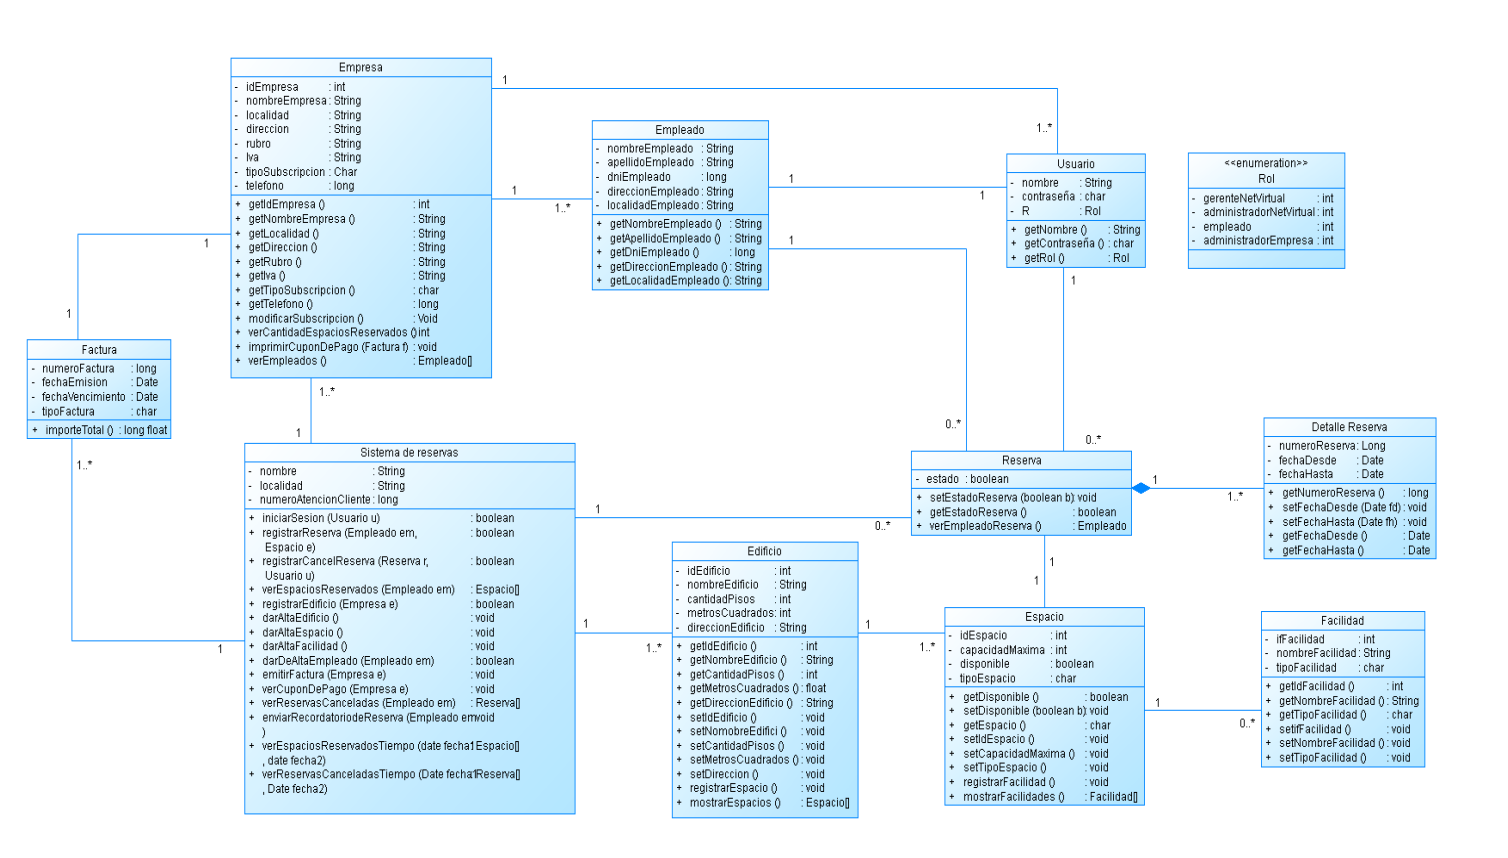 Empresa
- idEmpresa : int
- nombreEmpresa : String
- localidad : String
- direccion : String
- rubro : String
- Iva : String
- tipoSubscripcion : Char
- telefono : long
+ getIdEmpresa () : int
+ getNombreEmpresa () : String
+ getLocalidad () : String
+ getDireccion () : String
+ getRubro () : String
+ getIva () : String
+ getTipoSubscripcion () : char
+ getTelefono () : long
+ modificarSubscripcion () : Void
+ verCantidadEspaciosReservados () int
+ imprimirCuponDePago (Factura f) : void
+ verEmpleados () : Empleado[]
1
1..*
1
1..*
1
1
1..*
1
Empleado
- nombreEmpleado : String
- apellidoEmpleado : String
- dniEmpleado : long
- direccionEmpleado : String
- localidadEmpleado : String
+ getNombreEmpleado () : String
+ getApellidoEmpleado () : String
+ getDniEmpleado () : long
+ getDireccionEmpleado () : String
+ getLocalidadEmpleado () : String
1
1
1
0..*
Usuario
- nombre : String
- contraseña : char
- R : Rol
+ getNombre () : String
+ getContraseña () : char
+ getRol () : Rol
1
0..*
<<enumeration>>
Rol
- gerenteNetVirtual : int
- administradorNetVirtual : int
- empleado : int
- administradorEmpresa : int
Factura
- numeroFactura : long
- fechaEmision : Date
- fechaVencimiento : Date
- tipoFactura : char
+ importeTotal () : long float
1..*
1
Sistema de reservas
- nombre : String
- localidad : String
- numeroAtencionCliente : long
+ iniciarSesion (Usuario u) : boolean
+ registrarReserva (Empleado em, : boolean
Espacio e)
+ registrarCancelReserva (Reserva r, : boolean
Usuario u)
+ verEspaciosReservados (Empleado em) : Espacio[]
+ registrarEdificio (Empresa e) : boolean
+ darAltaEdificio () : void
+ darAltaEspacio () : void
+ darAltaFacilidad () : void
+ darDeAltaEmpleado (Empleado em) : boolean
+ emitirFactura (Empresa e) : void
+ verCuponDePago (Empresa e) : void
+ verReservasCanceladas (Empleado em) : Reserva[]
+ enviarRecordatoriodeReserva (Empleado em void
)
+ verEspaciosReservadosTiempo (date fecha1 Espacio[]
, date fecha2)
+ verReservasCanceladasTiempo (Date fecha1 Reserva[]
, Date fecha2)
1
0..*
1
1..*
Reserva
- estado : boolean
+ setEstadoReserva (boolean b) : void
+ getEstadoReserva () : boolean
+ verEmpleadoReserva () : Empleado
1
1..*
1
1
Detalle Reserva
- numeroReserva : Long
- fechaDesde : Date
- fechaHasta : Date
+ getNumeroReserva () : long
+ setFechaDesde (Date fd) : void
+ setFechaHasta (Date fh) : void
+ getFechaDesde () : Date
+ getFechaHasta () : Date
Edificio
- idEdificio : int
- nombreEdificio : String
- cantidadPisos : int
- metrosCuadrados : int
- direccionEdificio : String
+ getIdEdificio () : int
+ getNombreEdificio () : String
+ getCantidadPisos () : int
+ getMetrosCuadrados () : float
+ getDireccionEdificio () : String
+ setIdEdificio () : void
+ setNomobreEdifici () : void
+ setCantidadPisos () : void
+ setMetrosCuadrados () : void
+ setDireccion () : void
+ registrarEspacio () : void
+ mostrarEspacios () : Espacio[]
1
1..*
Espacio
- idEspacio : int
- capacidadMaxima : int
- disponible : boolean
- tipoEspacio : char
+ getDisponible () : boolean
+ setDisponible (boolean b) : void
+ getEspacio () : char
+ setIdEspacio () : void
+ setCapacidadMaxima () : void
+ setTipoEspacio () : void
+ registrarFacilidad () : void
+ mostrarFacilidades () : Facilidad[]
1
0..*
Facilidad
- ifFacilidad : int
- nombreFacilidad : String
- tipoFacilidad : char
+ getIdFacilidad () : int
+ getNombreFacilidad () : String
+ getTipoFacilidad () : char
+ setifFacilidad () : void
+ setNombreFacilidad () : void
+ setTipoFacilidad () : void